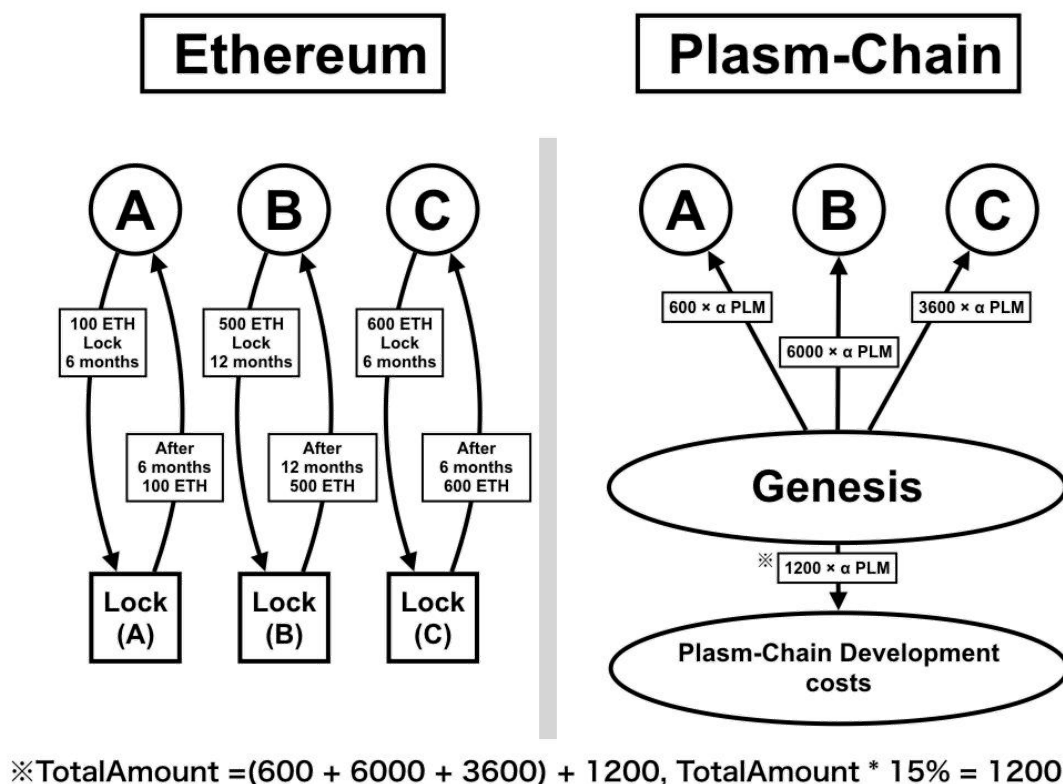 Ethereum
Plasm-Chain
A
B
C
A
B
C
100 ETH
Lock
6 months
500 ETH
Lock
12 months
600 ETH
Lock
6 months
After
6 months
100 ETH
After
12 months
500 ETH
After
6 months
600 ETH
Lock
(A)
Lock
(B)
Lock
(C)
600 × α PLM
6000 × α PLM
3600 × α PLM
Genesis
※ 1200 × α PLM
Plasm-Chain Development
costs
※TotalAmount =(600 + 6000 + 3600) + 1200, TotalAmount * 15% = 1200